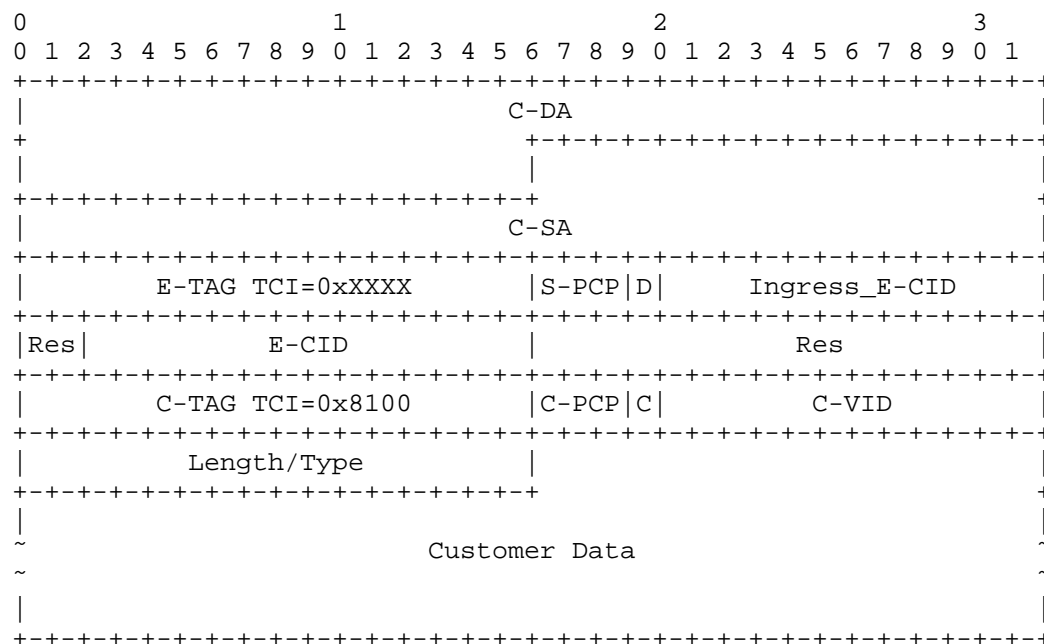 0                   1                   2                   3
0 1 2 3 4 5 6 7 8 9 0 1 2 3 4 5 6 7 8 9 0 1 2 3 4 5 6 7 8 9 0 1
+-+-+-+-+-+-+-+-+-+-+-+-+-+-+-+-+-+-+-+-+-+-+-+-+-+-+-+-+-+-+-+-+
|                              C-DA                             |
+                               +-+-+-+-+-+-+-+-+-+-+-+-+-+-+-+-+
|                               |                               |
+-+-+-+-+-+-+-+-+-+-+-+-+-+-+-+-+                               +
|                              C-SA                             |
+-+-+-+-+-+-+-+-+-+-+-+-+-+-+-+-+-+-+-+-+-+-+-+-+-+-+-+-+-+-+-+-+
|        E-TAG TCI=0xXXXX       |S-PCP|D|     Ingress_E-CID     |
+-+-+-+-+-+-+-+-+-+-+-+-+-+-+-+-+-+-+-+-+-+-+-+-+-+-+-+-+-+-+-+-+
|Res|           E-CID           |               Res             |
+-+-+-+-+-+-+-+-+-+-+-+-+-+-+-+-+-+-+-+-+-+-+-+-+-+-+-+-+-+-+-+-+
|        C-TAG TCI=0x8100       |C-PCP|C|         C-VID         |
+-+-+-+-+-+-+-+-+-+-+-+-+-+-+-+-+-+-+-+-+-+-+-+-+-+-+-+-+-+-+-+-+
|          Length/Type          |                               |
+-+-+-+-+-+-+-+-+-+-+-+-+-+-+-+-+                               +
|                                                               |
~                         Customer Data                         ~
~                                                               ~
|                                                               |
+-+-+-+-+-+-+-+-+-+-+-+-+-+-+-+-+-+-+-+-+-+-+-+-+-+-+-+-+-+-+-+-+